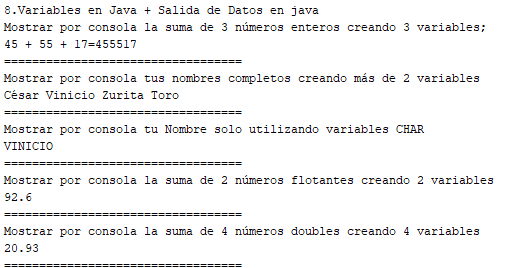 8.Variables en Java + Salida de Datos en java
Mostrar por consola la suma de 3 números enteros creando 3 variables;
45 + 55 + 17=455517
==================================
Mostrar por consola tus nombres completos creando más de 2 variables
César Vinicio Zurita Toro
==================================
Mostrar por consola tu Nombre solo utilizando variables CHAR
VINICIO
==================================
Mostrar por consola la suma de 2 números flotantes creando 2 variables
92.6
==================================
Mostrar por consola la suma de 4 números doubles creando 4 variables
20.93
==================================